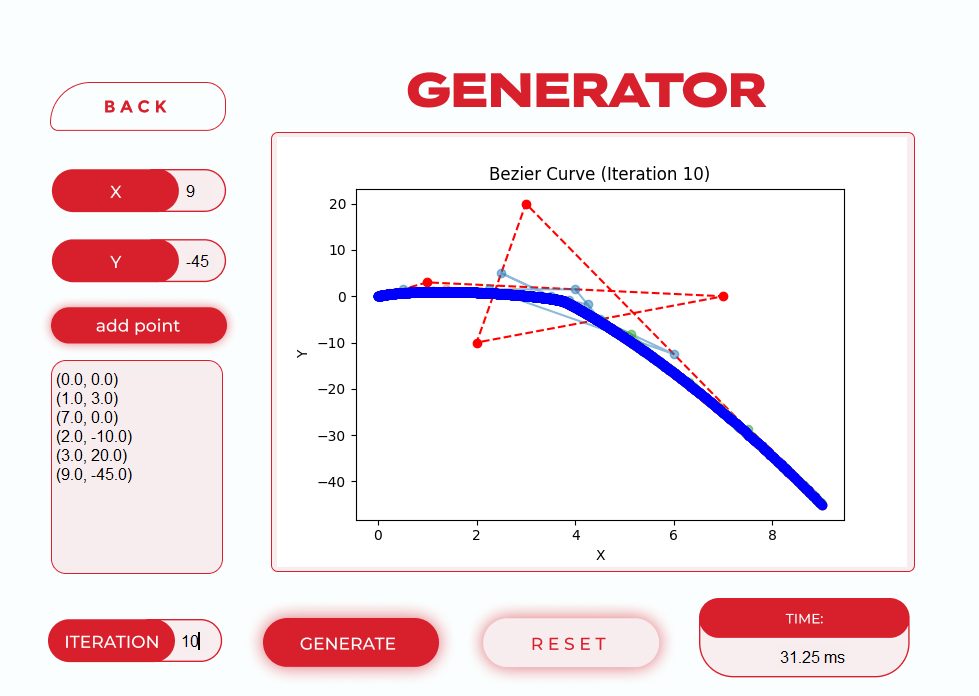 GENERATOR
BACK
X 9
Y -45
add point
(0.0, 0.0)
(1.0, 3.0)
(7.0, 0.0)
(2.0, -10.0)
(3.0, 20.0)
(9.0, -45.0)
Bezier Curve (Iteration 10)
20
10
0
−10
−20
−30
−40
Y
0 2 4 6 8
X
ITERATION 10
GENERATE
RESET
TIME:
31.25 ms